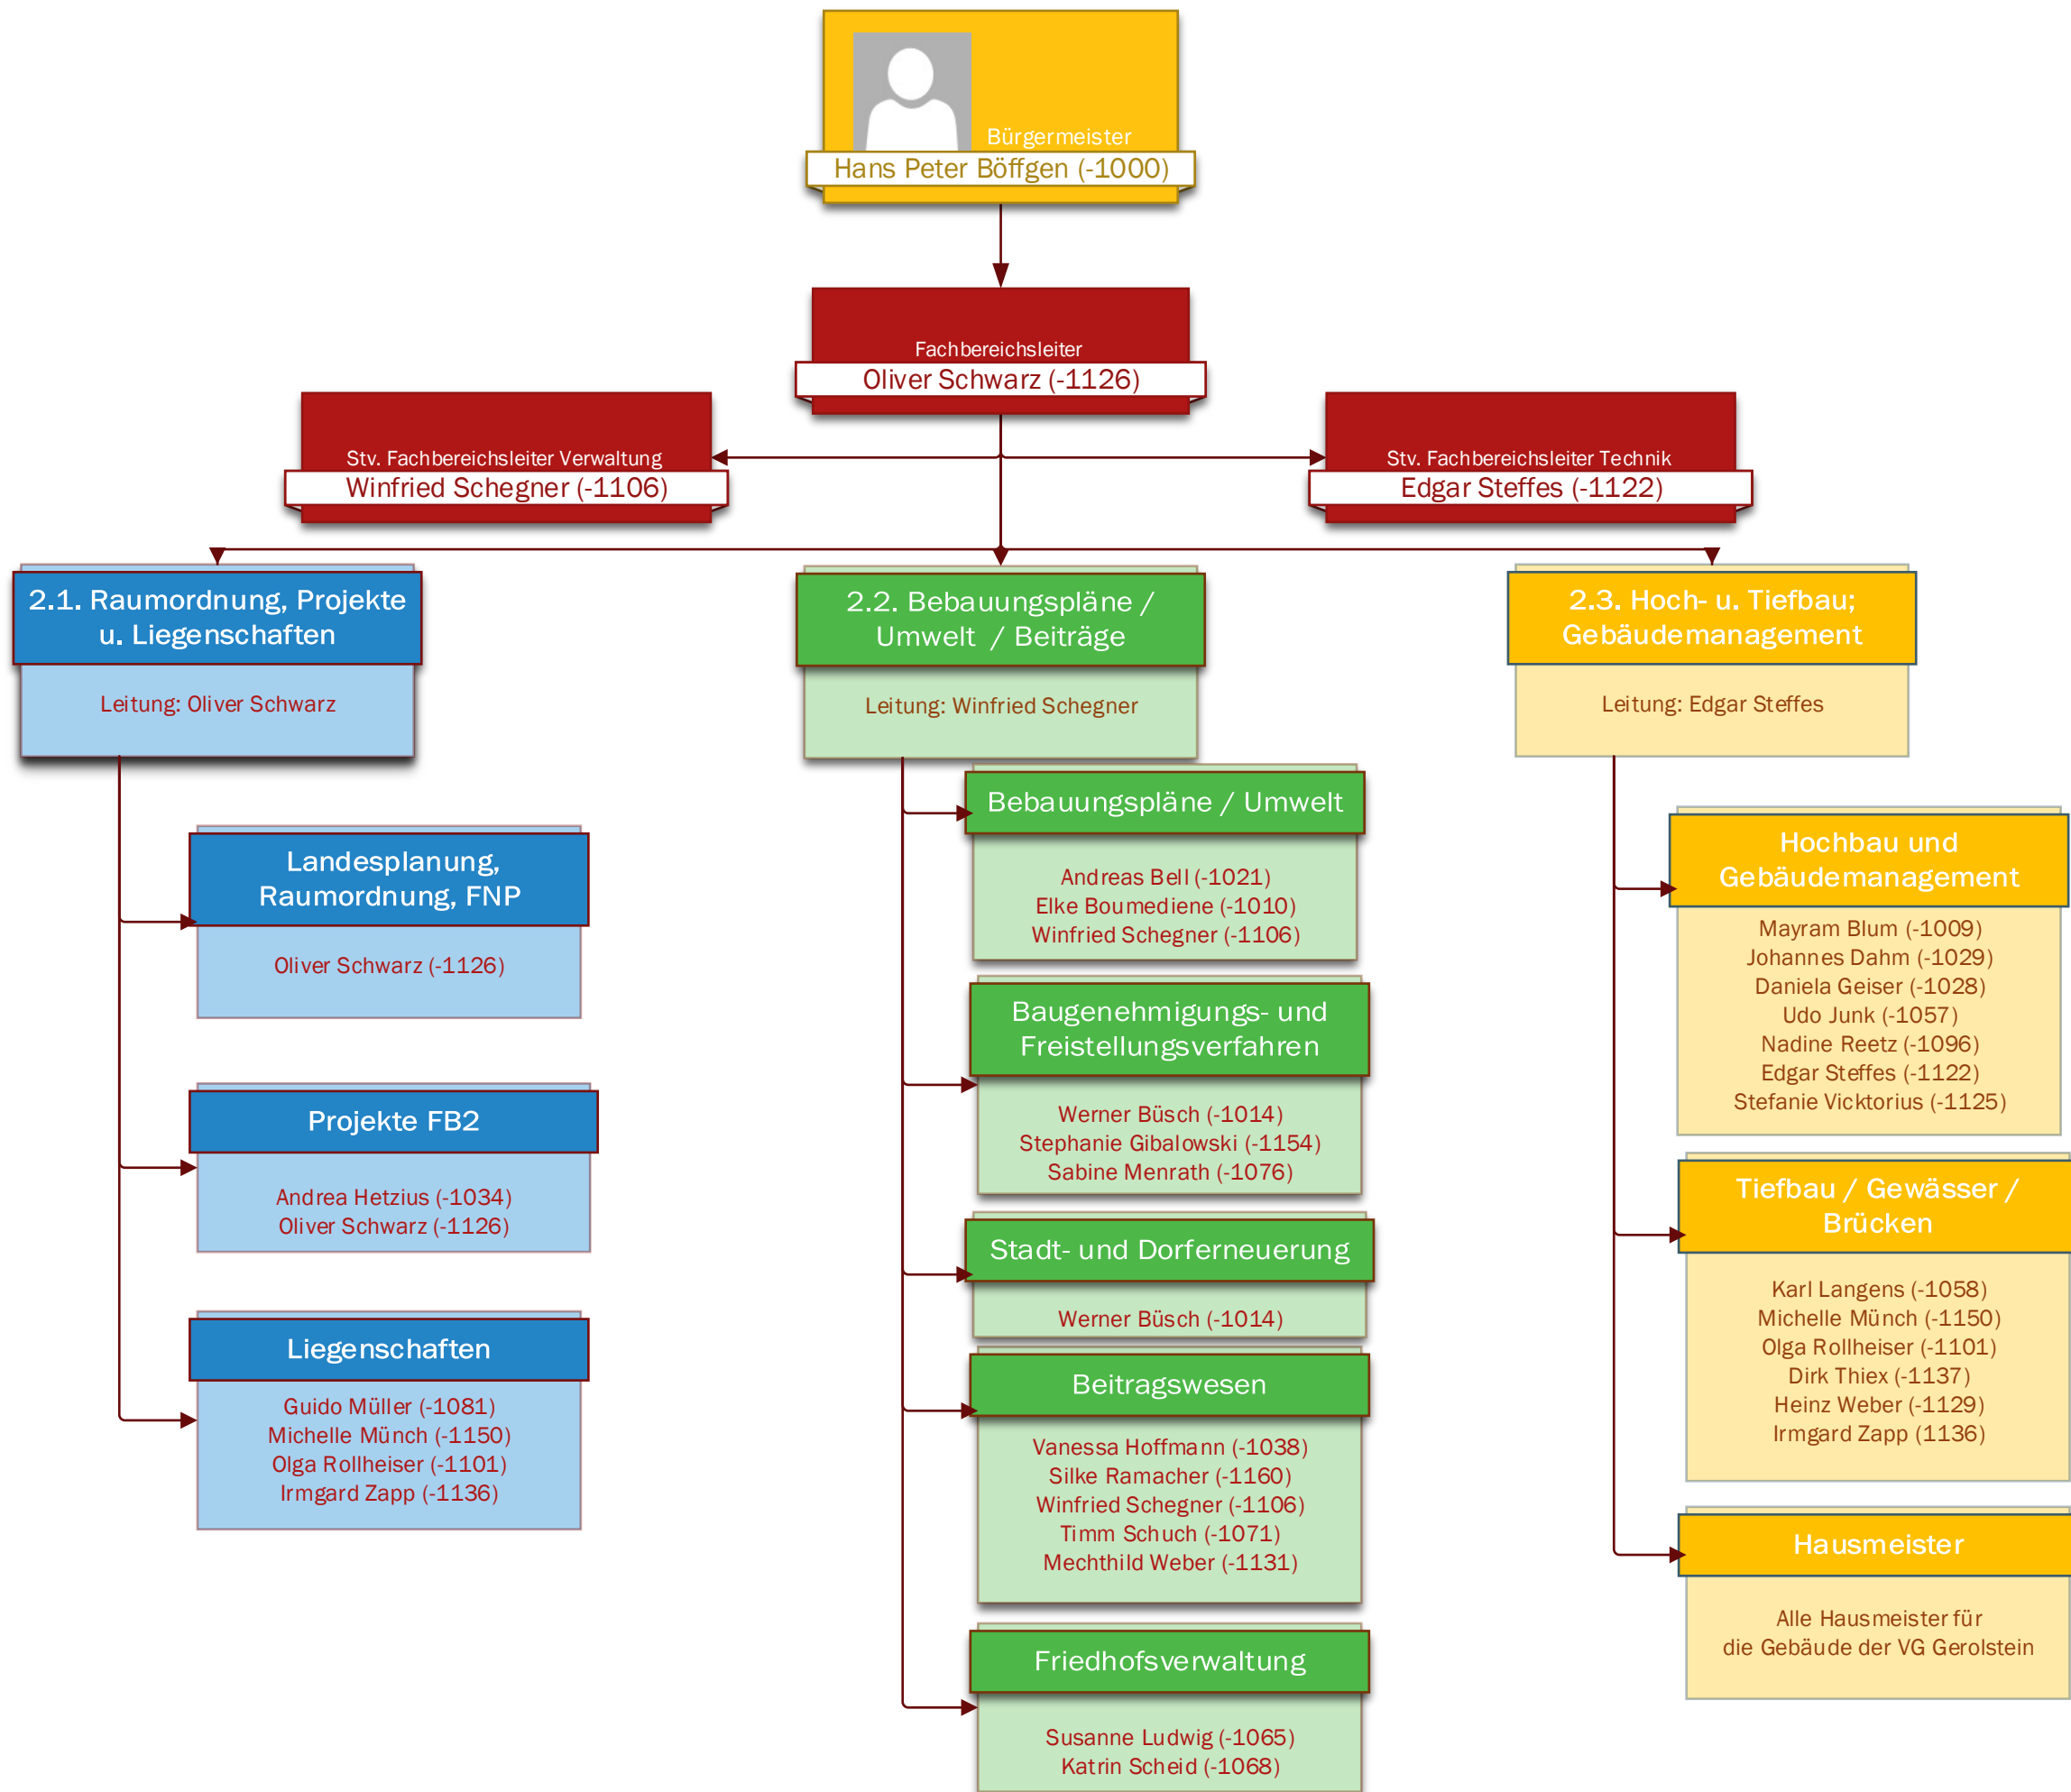 Bürgermeister
Hans Peter Böffgen (-1000)
Fachbereichsleiter
Oliver Schwarz (-1126)
Stv. Fachbereichsleiter Verwaltung
Winfried Schegner (-1106)
Stv. Fachbereichsleiter Technik
Edgar Steffes (-1122)
2.1. Raumordnung, Projekte
u. Liegenschaften
Leitung: Oliver Schwarz
Landesplanung,
Raumordnung, FNP
Oliver Schwarz (-1126)
Projekte FB2
Andrea Hetzius (-1034)
Oliver Schwarz (-1126)
Liegenschaften
Guido Müller (-1081)
Michelle Münch (-1150)
Olga Rollheiser (-1101)
Irmgard Zapp (-1136)
2.2. Bebauungspläne /
Umwelt / Beiträge
Leitung: Winfried Schegner
Bebauungspläne / Umwelt
Andreas Bell (-1021)
Elke Boumediene (-1010)
Winfried Schegner (-1106)
Baugenehmigungs- und
Freistellungsverfahren
Werner Büsch (-1014)
Stephanie Gibalowski (-1154)
Sabine Menrath (-1076)
Stadt- und Dorferneuerung
Werner Büsch (-1014)
Beitragswesen
Vanessa Hoffmann (-1038)
Silke Ramacher (-1160)
Winfried Schegner (-1106)
Timm Schuch (-1071)
Mechthild Weber (-1131)
Friedhofsverwaltung
Susanne Ludwig (-1065)
Katrin Scheid (-1068)
2.3. Hoch- u. Tiefbau;
Gebäudemanagement
Leitung: Edgar Steffes
Hochbau und
Gebäudemanagement
Mayram Blum (-1009)
Johannes Dahm (-1029)
Daniela Geiser (-1028)
Udo Junk (-1057)
Nadine Reetz (-1096)
Edgar Steffes (-1122)
Stefanie Vicktorius (-1125)
Tiefbau / Gewässer /
Brücken
Karl Langens (-1058)
Michelle Münch (-1150)
Olga Rollheiser (-1101)
Dirk Thiex (-1137)
Heinz Weber (-1129)
Irmgard Zapp (1136)
Hausmeister
Alle Hausmeister für
die Gebäude der VG Gerolstein